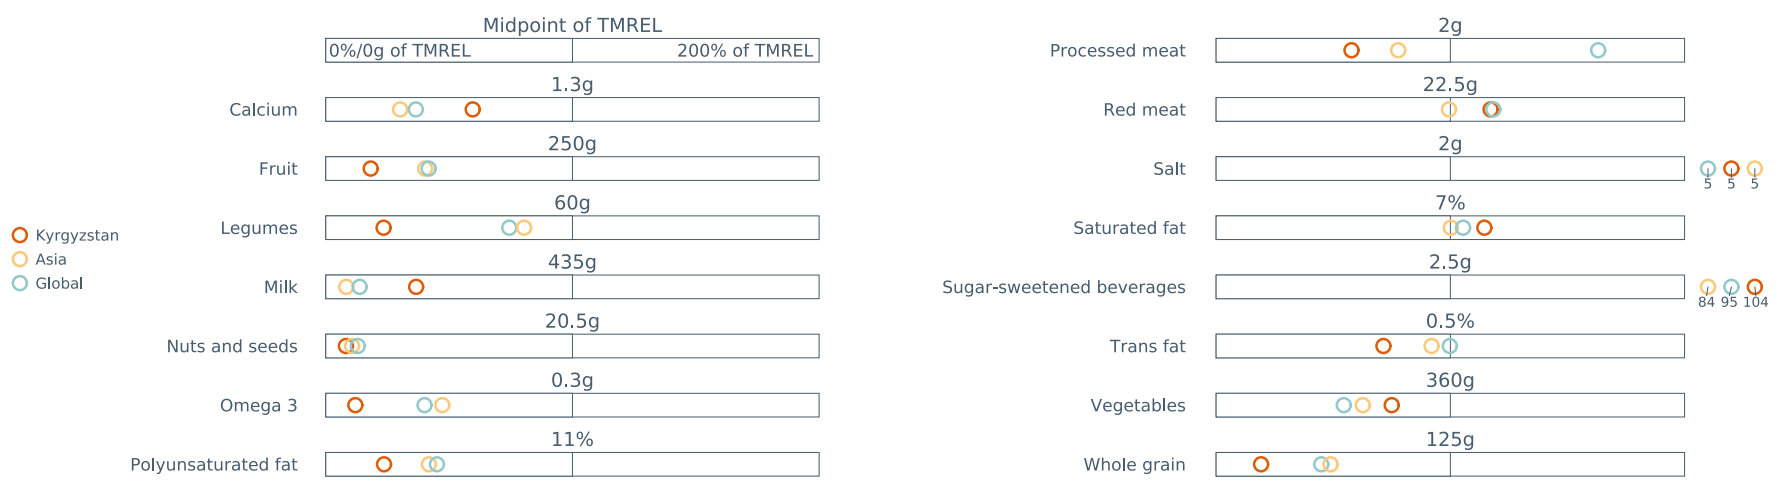 Midpoint of TMREL
0%/0g of TMREL 200% of TMREL
1.3g
Calcium
250g
Fruit
60g
Legumes
435g
Milk
20.5g
Nuts and seeds
0.3g
Omega 3
11%
Polyunsaturated fat
Kyrgyzstan
Asia
Global
2g
Processed meat
22.5g
Red meat
2g
Salt
5 5 5
7%
Saturated fat
2.5g
Sugar-sweetened beverages
84 95 104
0.5%
Trans fat
360g
Vegetables
125g
Whole grain